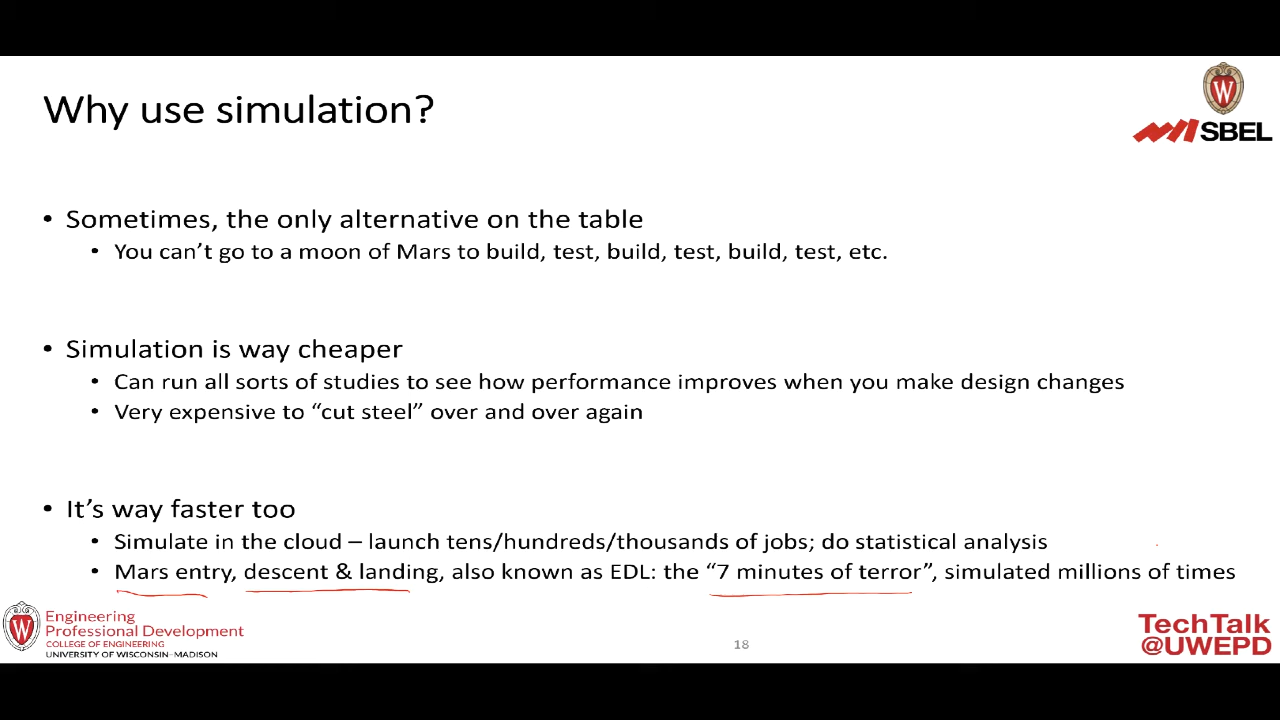 Why use simulation?
W
SBEL
• Sometimes, the only alternative on the table
• You can’t go to a moon of Mars to build, test, build, test, build, test, etc.
• Simulation is way cheaper
• Can run all sorts of studies to see how performance improves when you make design changes
• Very expensive to “cut steel” over and over again
• It’s way faster too
• Simulate in the cloud – launch tens/hundreds/thousands of jobs; do statistical analysis
• Mars entry, descent & landing, also known as EDL: the “7 minutes of terror”, simulated millions of times
W
Engineering
Professional Development
COLLEGE OF ENGINEERING
UNIVERSITY OF WISCONSIN–MADISON
18
TechTalk
@UWEPD